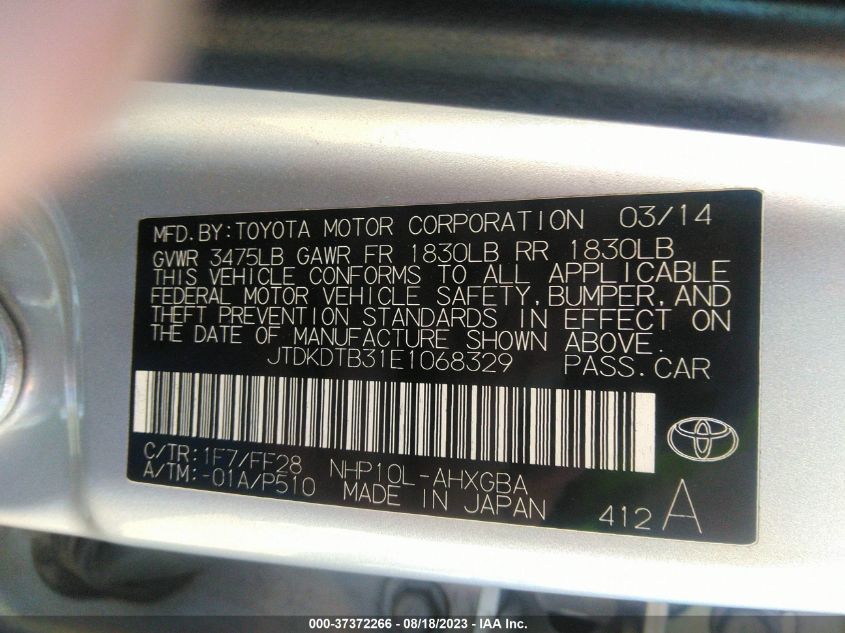 MFD. BY: TOYOTA MOTOR CORPORATION 03/14
GVWR 3475LB GAWR FR 1830LB RR 1830LB
THIS VEHICLE CONFORMS TO ALL APPLICABLE
FEDERAL MOTOR VEHICLE SAFETY, BUMPER, AND
THEFT PREVENTION STANDARDS IN EFFECT ON
THE DATE OF MANUFACTURE SHOWN ABOVE.
JTDKDTB31E1068329 PASS. CAR
C/TR: 1F7/FF28 NHP10L-AHXGBA
A/TM: -01A/P510 MADE IN JAPAN 412 A
000-37372266 - 08/18/2023 - IAA Inc.